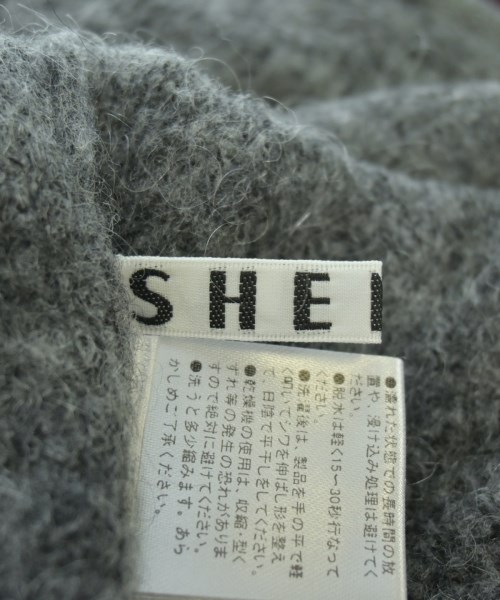 SHE
●濡れた状態での長時間の放
置や、浸け込み処理は避けてく
ださい。
●脱水は軽く15～30秒行なって
ください。
●洗濯後は、製品を手の平で軽
く叩いてシワを伸ばし形を整え
て、日陰で平干しをしてください。
●乾燥機の使用は、収縮・型く
ずれ等の発生の恐れがありま
すので絶対に避けてください。
●洗うと多少縮みます。あら
かじめご了承ください。